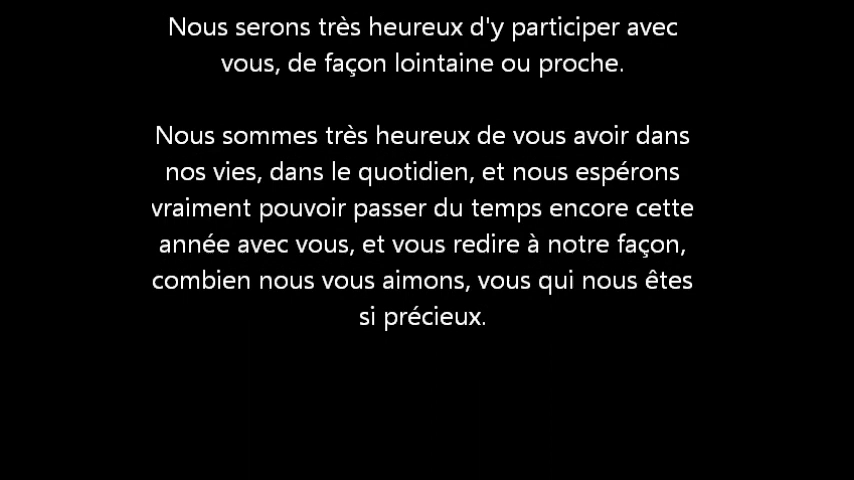 Nous serons très heureux d'y participer avec
vous, de façon lointaine ou proche.
Nous sommes très heureux de vous avoir dans
nos vies, dans le quotidien, et nous espérons
vraiment pouvoir passer du temps encore cette
année avec vous, et vous redire à notre façon,
combien nous vous aimons, vous qui nous êtes
si précieux.